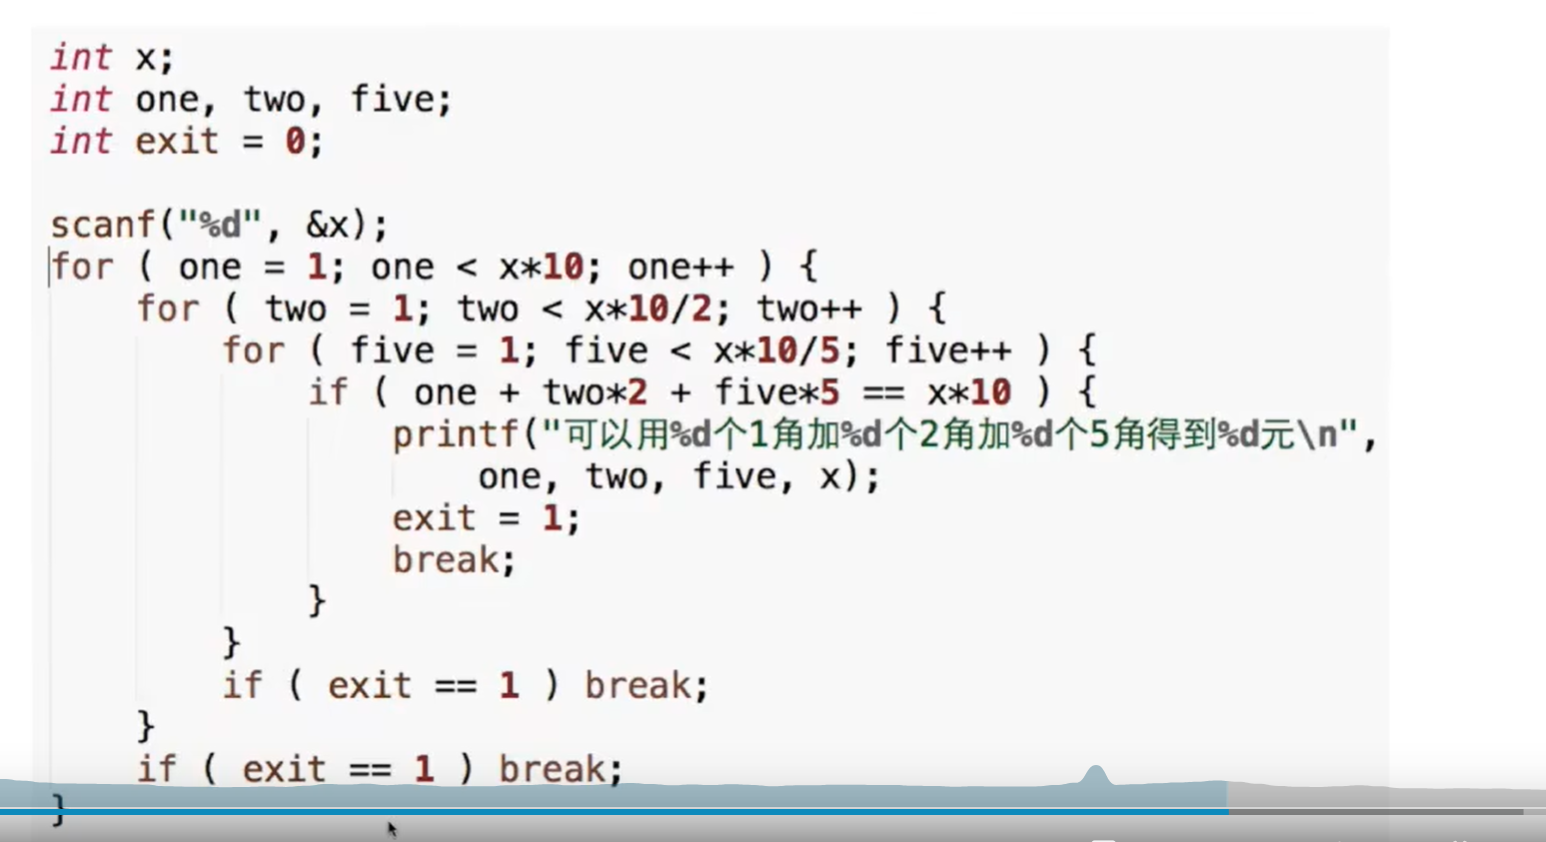 int x;
int one, two, five;
int exit = 0;
scanf("%d", &x);
for ( one = 1; one < x*10; one++ ) {
for ( two = 1; two < x*10/2; two++ ) {
for ( five = 1; five < x*10/5; five++ ) {
if ( one + two*2 + five*5 == x*10 ) {
printf("可以用%d个1角加%d个2角加%d个5角得到%d元\n",
one, two, five, x);
exit = 1;
break;
}
}
if ( exit == 1 ) break;
}
if ( exit == 1 ) break;
}